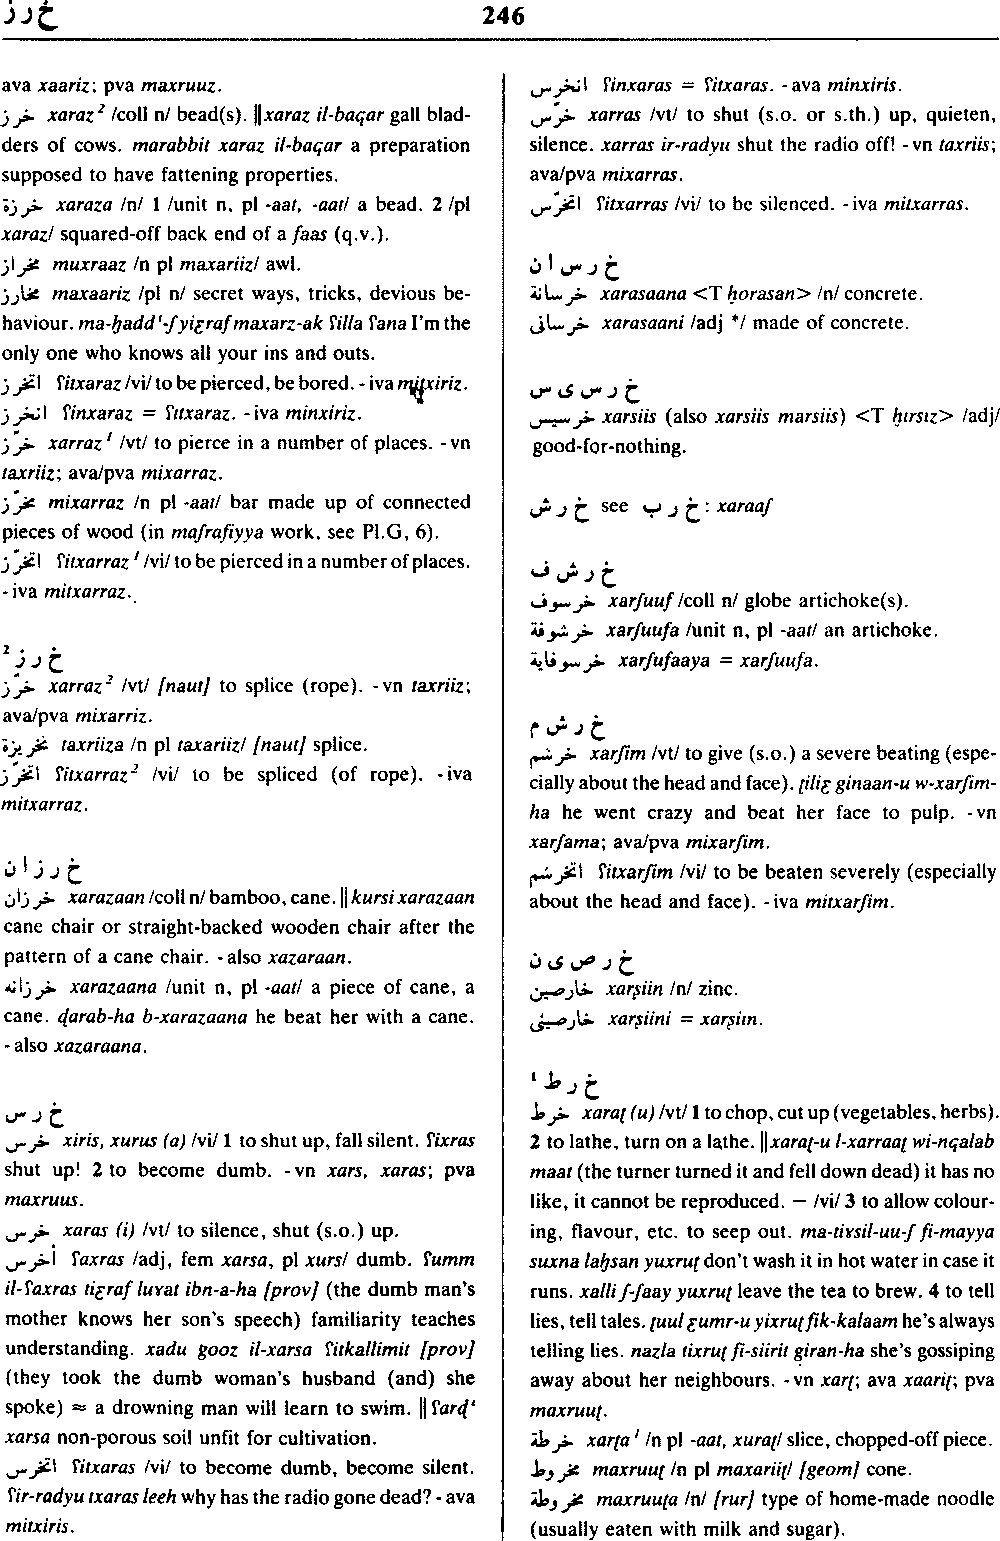 خ ر ز
246
ava xaariz; pva maxruuz.
خرز xaraz² /coll n/ bead(s). ‖xaraz il-baqar gall blad-
ders of cows. marabbit xaraz il-baqar a preparation
supposed to have fattening properties.
خرزة xaraza /n/ 1 /unit n, pl -aat, -aat/ a bead. 2 /pl
xaraz/ squared-off back end of a faas (q.v.).
مخراز muxraaz /n pl maxariiz/ awl.
مخارز maxaariz /pl n/ secret ways, tricks, devious be-
haviour. ma-ḥadd¹-ʃ yiɛraf maxarz-ak ʕilla ʕana I'm the
only one who knows all your ins and outs.
اتخرز ʕitxaraz /vi/ to be pierced, be bored. -iva mitxiriz.
انخرز ʕinxaraz = ʕitxaraz. -iva minxiriz.
خرّز xarraz¹ /vt/ to pierce in a number of places. -vn
taxriiz; ava/pva mixarraz.
مخرّز mixarraz /n pl -aat/ bar made up of connected
pieces of wood (in maʃrafiyya work, see Pl.G, 6).
اتخرّز ʕitxarraz¹ /vi/ to be pierced in a number of places.
-iva mitxarraz.
خ ر ز ²
خرّز xarraz² /vt/ [naut] to splice (rope). -vn taxriiz;
ava/pva mixarriz.
تخريزة taxriiza /n pl taxariiz/ [naut] splice.
اتخرّز ʕitxarraz² /vi/ to be spliced (of rope). -iva
mitxarraz.
خ ر ز ا ن
خرزان xarazaan /coll n/ bamboo, cane. ‖kursi xarazaan
cane chair or straight-backed wooden chair after the
pattern of a cane chair. -also xazaraan.
خرزانه xarazaana /unit n, pl -aat/ a piece of cane, a
cane. ḍarab-ha b-xarazaana he beat her with a cane.
-also xazaraana.
خ ر س
خرس xiris, xurus (a) /vi/ 1 to shut up, fall silent. ʕixras
shut up! 2 to become dumb. -vn xars, xaras; pva
maxruus.
خرس xaras (i) /vt/ to silence, shut (s.o.) up.
أخرس ʕaxras /adj, fem xarsa, pl xurs/ dumb. ʕumm
il-ʕaxras tiɛraf luɣat ibn-a-ha [prov] (the dumb man's
mother knows her son's speech) familiarity teaches
understanding. xadu gooz il-xarsa ʕitkallimit [prov]
(they took the dumb woman's husband (and) she
spoke) ≈ a drowning man will learn to swim. ‖ʕarḍ¹
xarsa non-porous soil unfit for cultivation.
اتخرس ʕitxaras /vi/ to become dumb, become silent.
ʕir-radyu txaras leeh why has the radio gone dead? -ava
mitxiris.
انخرس ʕinxaras = ʕitxaras. -ava minxiris.
خرّس xarras /vt/ to shut (s.o. or s.th.) up, quieten,
silence. xarras ir-radyu shut the radio off! -vn taxriis;
ava/pva mixarras.
اتخرّس ʕitxarras /vi/ to be silenced. -iva mitxarras.
خ ر س ا ن
خرسانة xarasaana <T ḥorasan> /n/ concrete.
خرسانى xarasaani /adj */ made of concrete.
خ ر س ى س
خرسيس xarsiis (also xarsiis marsiis) <T ḥırsız> /adj/
good-for-nothing.
خ ر ش see خ ر ب : xaraaʃ
خ ر ش ف
خرسوف xarʃuuf /coll n/ globe artichoke(s).
خرشوفة xarʃuufa /unit n, pl -aat/ an artichoke.
خرسوفاية xarʃufaaya = xarʃuufa.
خ ر ش م
خرشم xarʃim /vt/ to give (s.o.) a severe beating (espe-
cially about the head and face). ṭiliɛ ginaan-u w-xarʃim-
ha he went crazy and beat her face to pulp. -vn
xarʃama; ava/pva mixarʃim.
اتخرشم ʕitxarʃim /vi/ to be beaten severely (especially
about the head and face). -iva mitxarʃim.
خ ر ص ى ن
خارصين xarṣiin /n/ zinc.
خارصينى xarṣiini = xarṣiin.
خ ر ط ¹
خرط xaraṭ (u) /vt/ 1 to chop, cut up (vegetables, herbs).
2 to lathe, turn on a lathe. ‖xaraṭ-u l-xarraaṭ wi-nqalab
maat (the turner turned it and fell down dead) it has no
like, it cannot be reproduced. — /vi/ 3 to allow colour-
ing, flavour, etc. to seep out. ma-tiɣsil-uu-ʃ fi-mayya
suxna laḥsan yuxruṭ don't wash it in hot water in case it
runs. xalli ʃ-ʃaay yuxruṭ leave the tea to brew. 4 to tell
lies, tell tales. ṭuul ɛumr-u yixruṭ fik-kalaam he's always
telling lies. nazla tixruṭ fi-siirit giran-ha she's gossiping
away about her neighbours. -vn xarṭ; ava xaariṭ; pva
maxruuṭ.
خرطة xarṭa¹ /n pl -aat, xuraṭ/ slice, chopped-off piece.
مخروط maxruuṭ /n pl maxariiṭ/ [geom] cone.
مخروطة maxruuṭa /n/ [rur] type of home-made noodle
(usually eaten with milk and sugar).